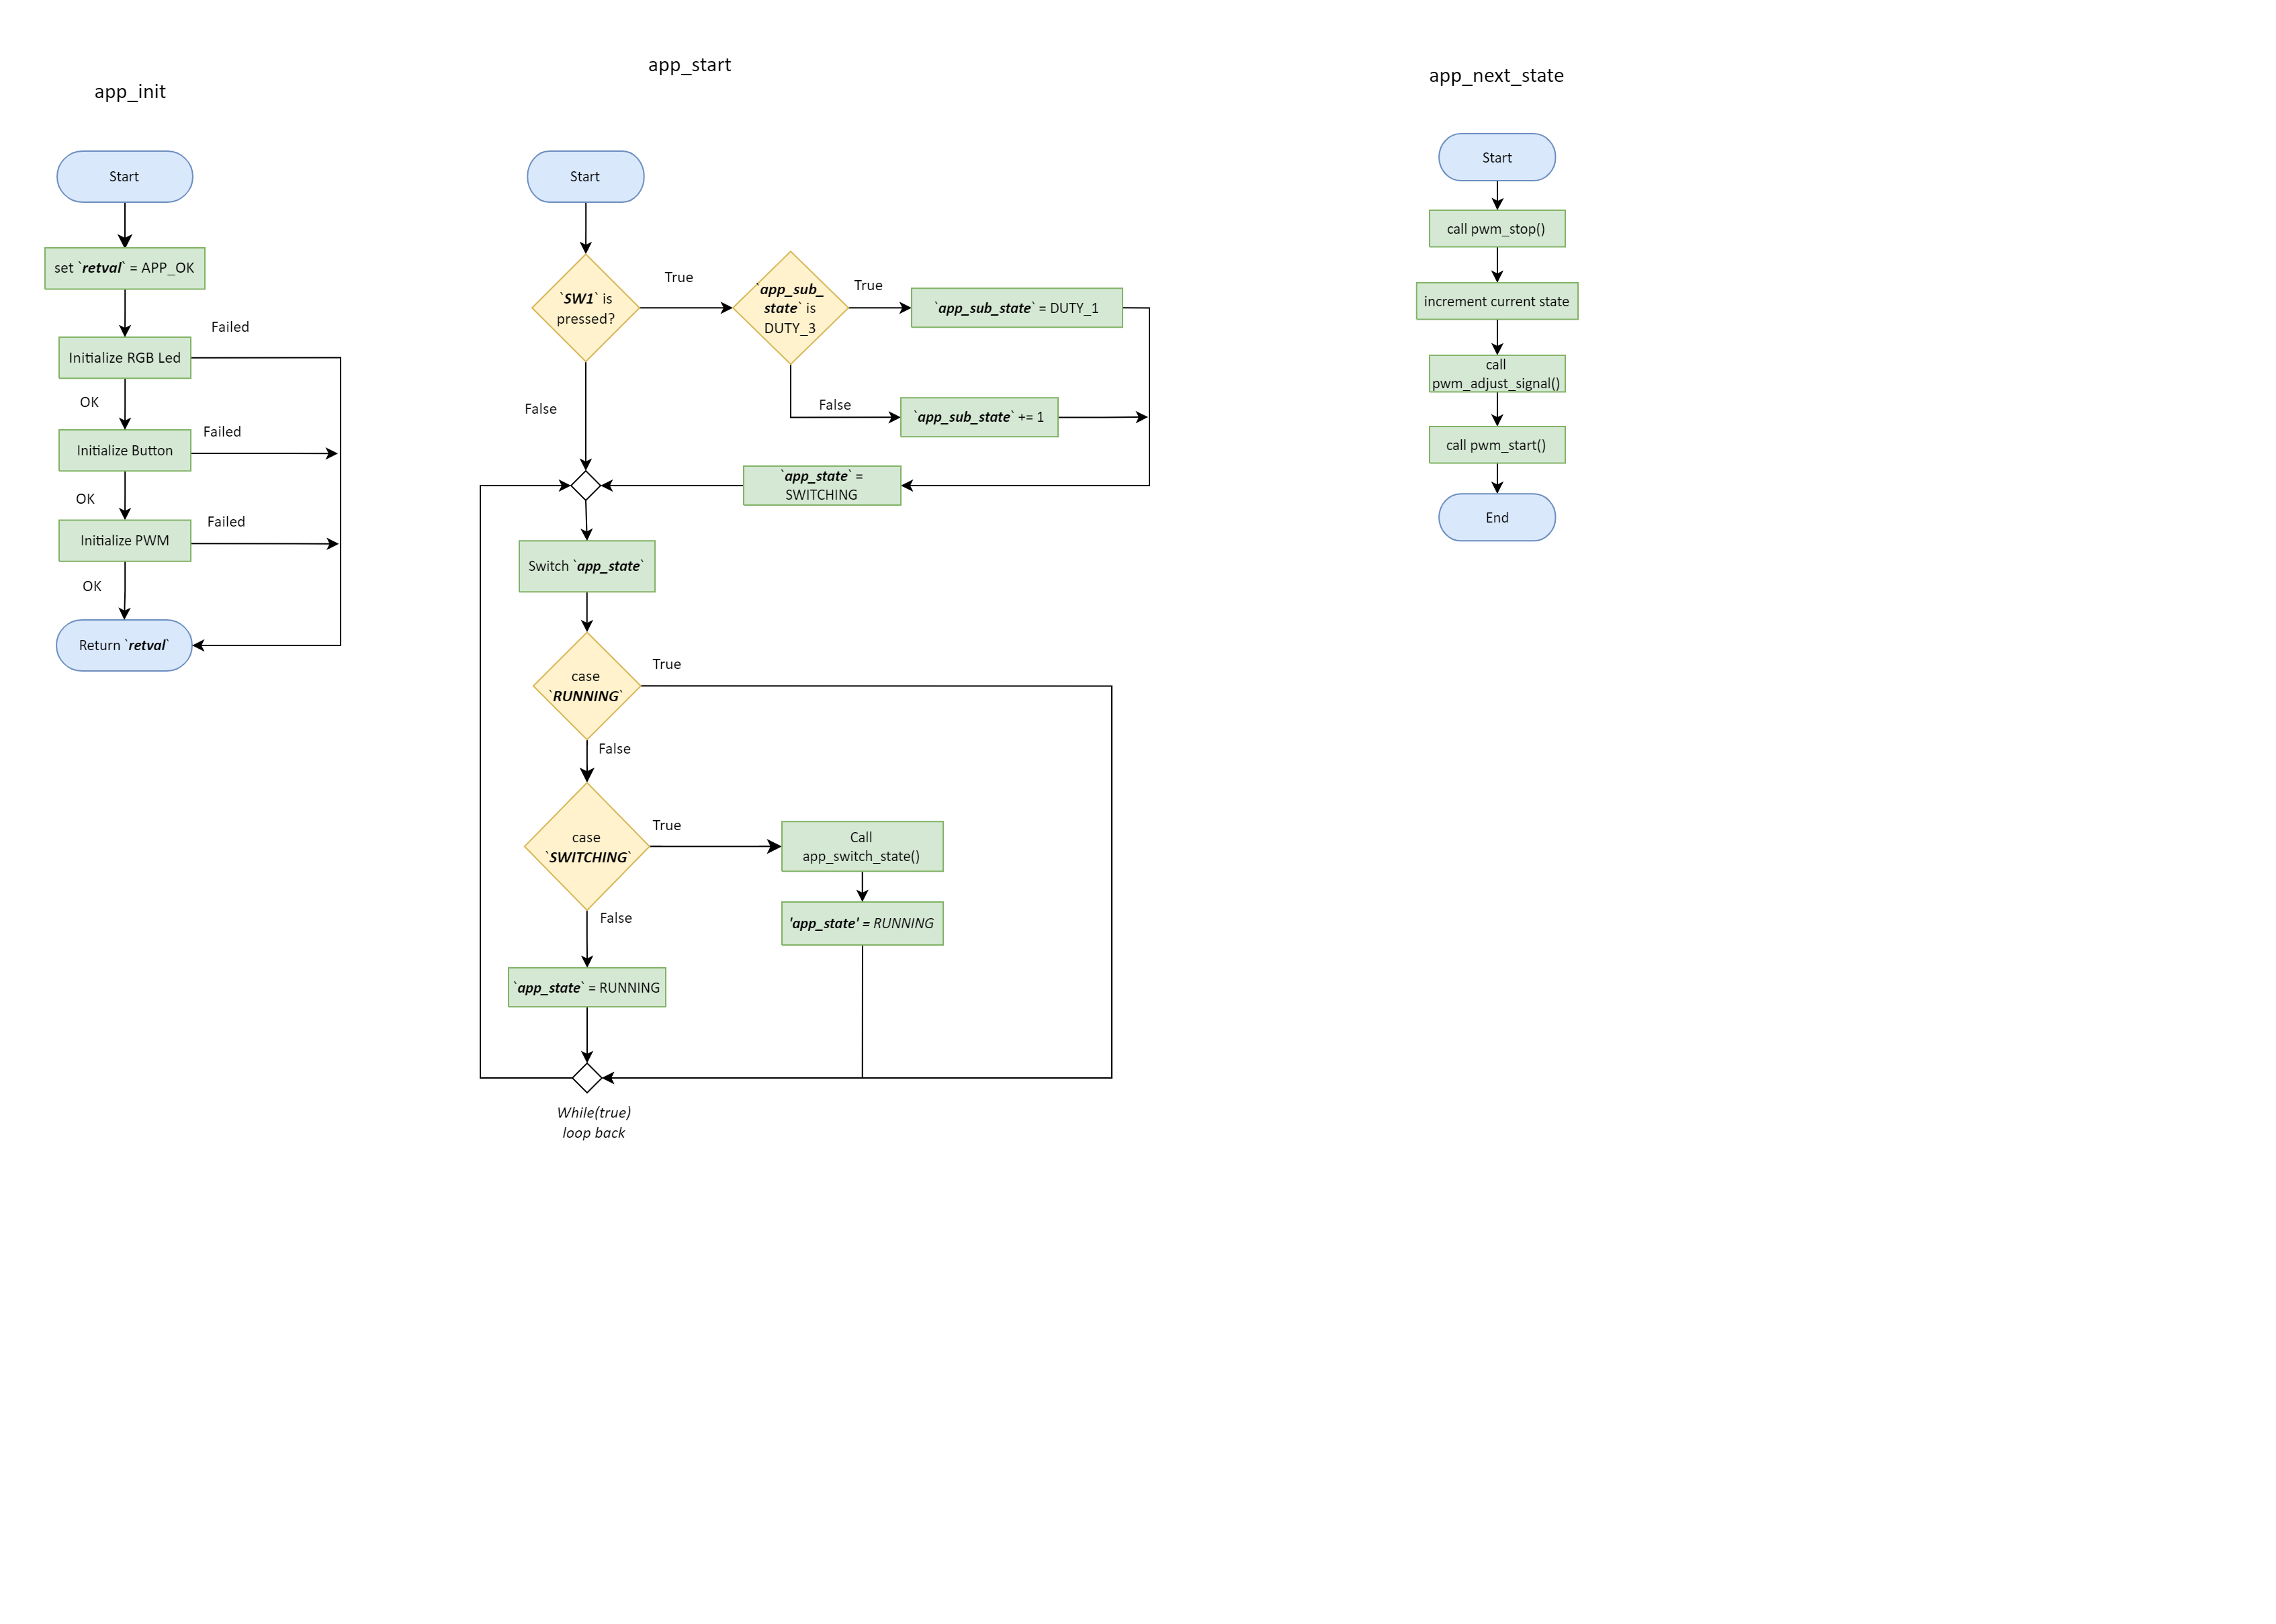 app_init
Start
set `retval` = APP_OK
Failed
Initialize RGB Led
OK
Failed
Initialize Button
OK
Failed
Initialize PWM
OK
Return `retval`
app_start
Start
`SW1` is
pressed?
True
`app_sub_
state` is
DUTY_3
True
`app_sub_state` = DUTY_1
False
False
`app_sub_state` += 1
`app_state` =
SWITCHING
Switch `app_state`
case
`RUNNING`
True
False
case
`SWITCHING`
True
Call
app_switch_state()
'app_state' = RUNNING
False
`app_state` = RUNNING
While(true)
loop back
app_next_state
Start
call pwm_stop()
increment current state
call
pwm_adjust_signal()
call pwm_start()
End